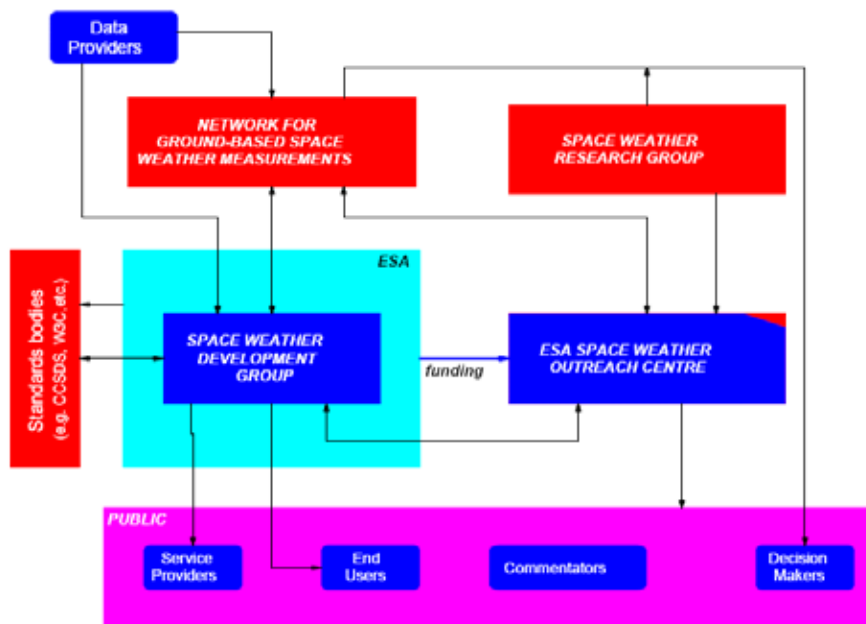 Data
Providers
NETWORK FOR
GROUND-BASED SPACE
WEATHER MEASUREMENTS
SPACE WEATHER
RESEARCH GROUP
ESA
Standards bodies
(e.g. CCSDS, W3C, etc.)
SPACE WEATHER
DEVELOPMENT
GROUP
funding
ESA SPACE WEATHER
OUTREACH CENTRE
PUBLIC
Service
Providers
End
Users
Commentators
Decision
Makers